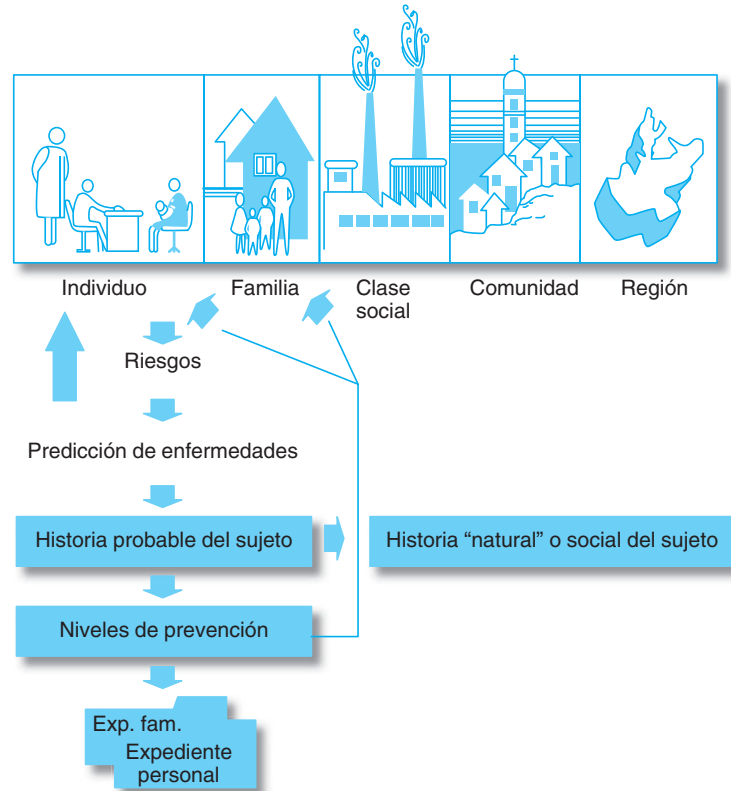 Individuo
Familia
Clase
social
Comunidad
Región
Riesgos
Predicción de enfermedades
Historia probable del sujeto
Historia “natural” o social del sujeto
Niveles de prevención
Exp. fam.
Expediente
personal